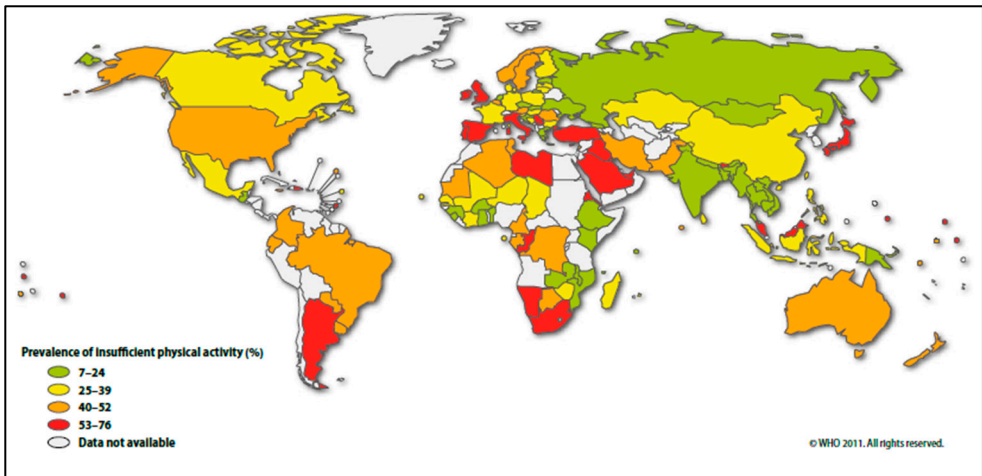 Prevalence of insufficient physical activity (%)
7–24
25–39
40–52
53–76
Data not available
© WHO 2011. All rights reserved.